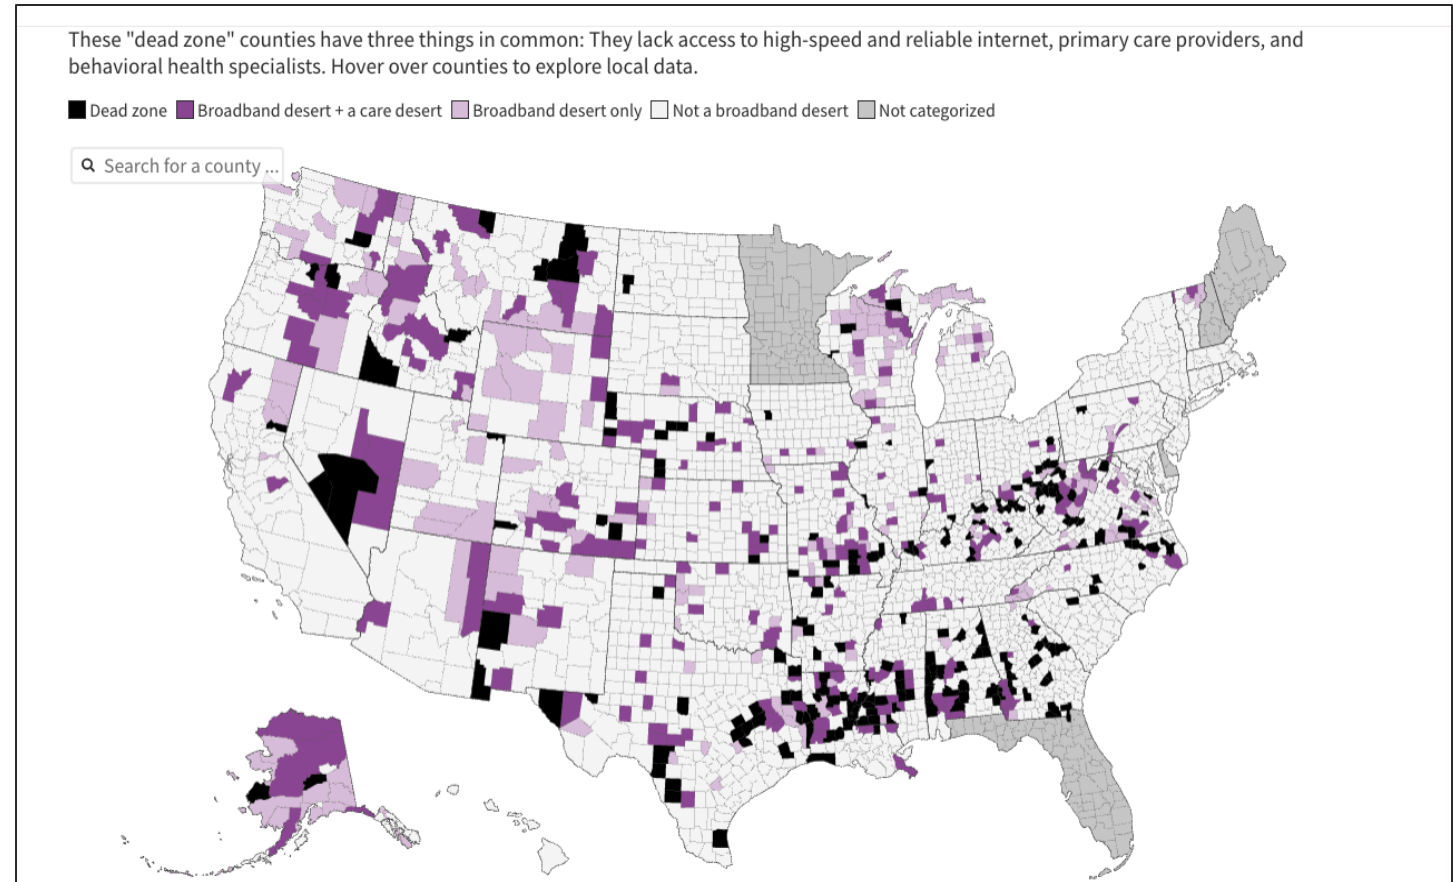 These "dead zone" counties have three things in common: They lack access to high-speed and reliable internet, primary care providers, and
behavioral health specialists. Hover over counties to explore local data.
Dead zone Broadband desert + a care desert Broadband desert only Not a broadband desert Not categorized
Search for a county ...